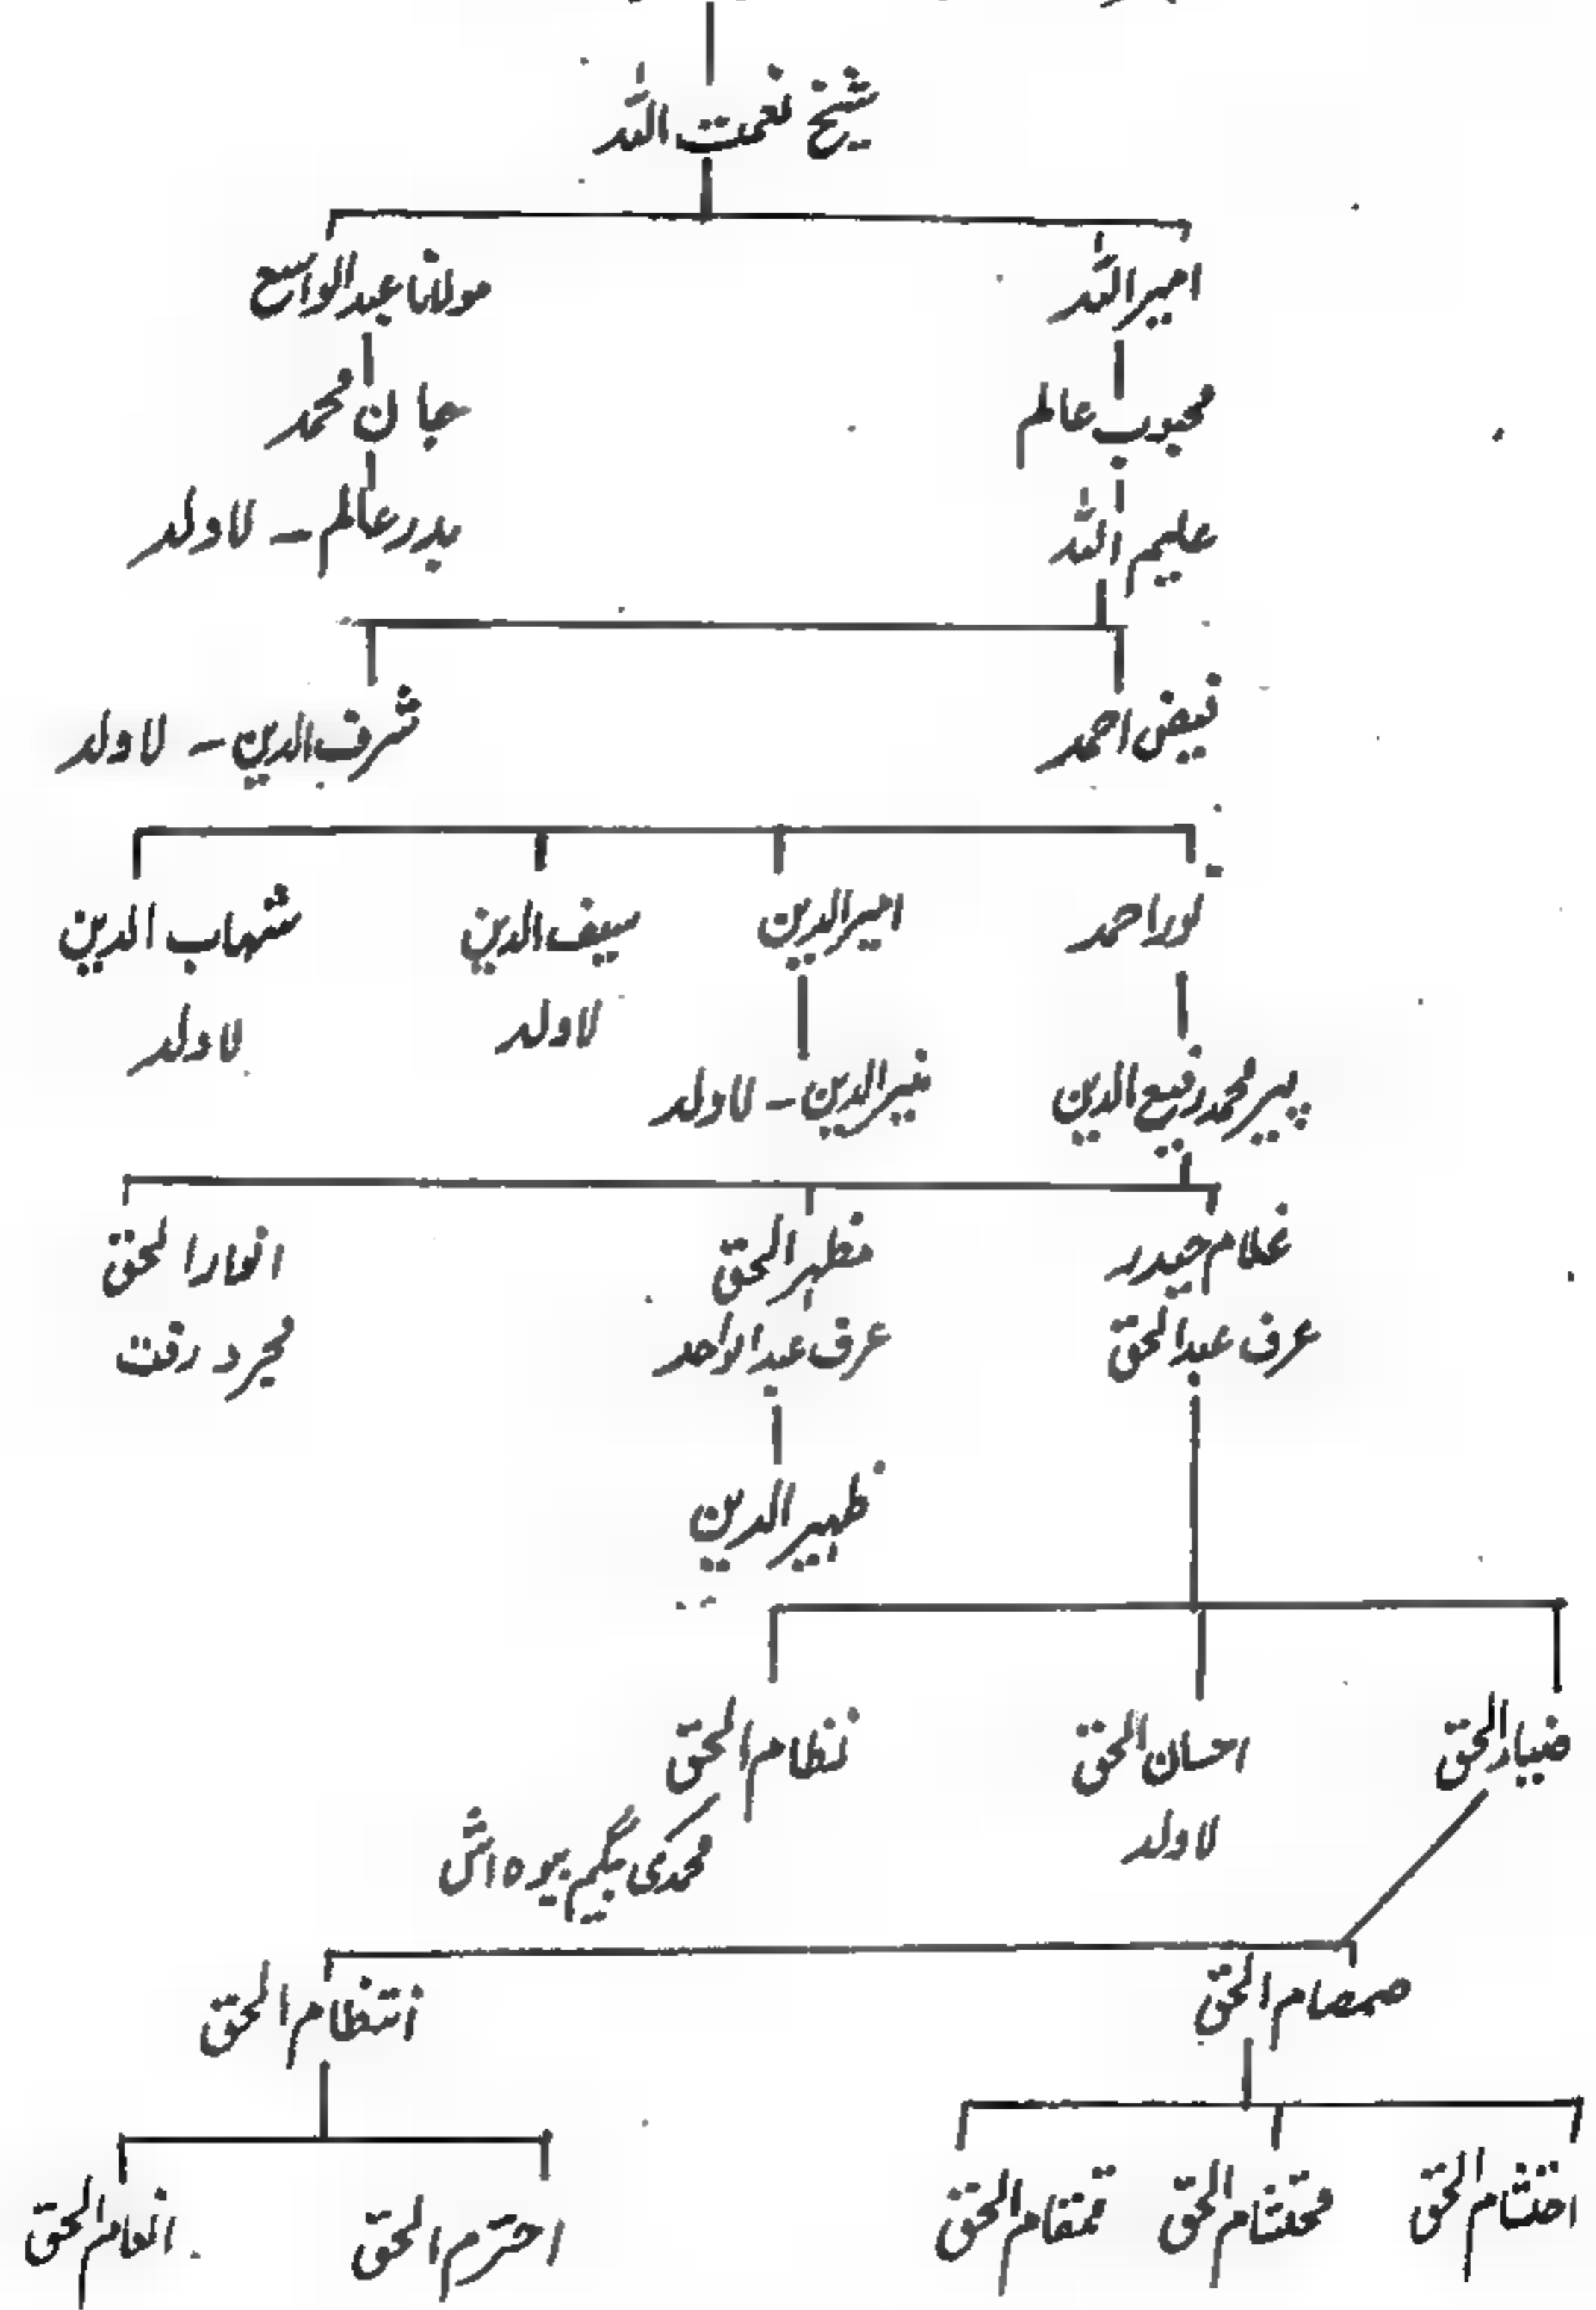 شیخ نعمت اللہ
امیر اللہ
مولانا عبدالواسع
محبوب عالم
جان محمد
علیم اللہ
بدر عالم - لاولد
فیض احمد
شرف الدین - لاولد
نور احمد
امیر الدین
سیف الدین
شہاب الدین
لاولد
لاولد
پیر محمد رفیع الدین
منیر الدین - لاولد
غلام حیدر
مظہر الحق
انوار الحق
عرف عبدالحق
عرف عبدالواحد
مجرد رفت
ظہیر الدین
ضیاء الحق
احسان الحق
نظام الحق
لاولد
محمدی بیگم بیوہ اش
صمصام الحق
انتظام الحق
احتشام الحق
محتشام الحق
قمقام الحق
احترم الحق
انعام الحق